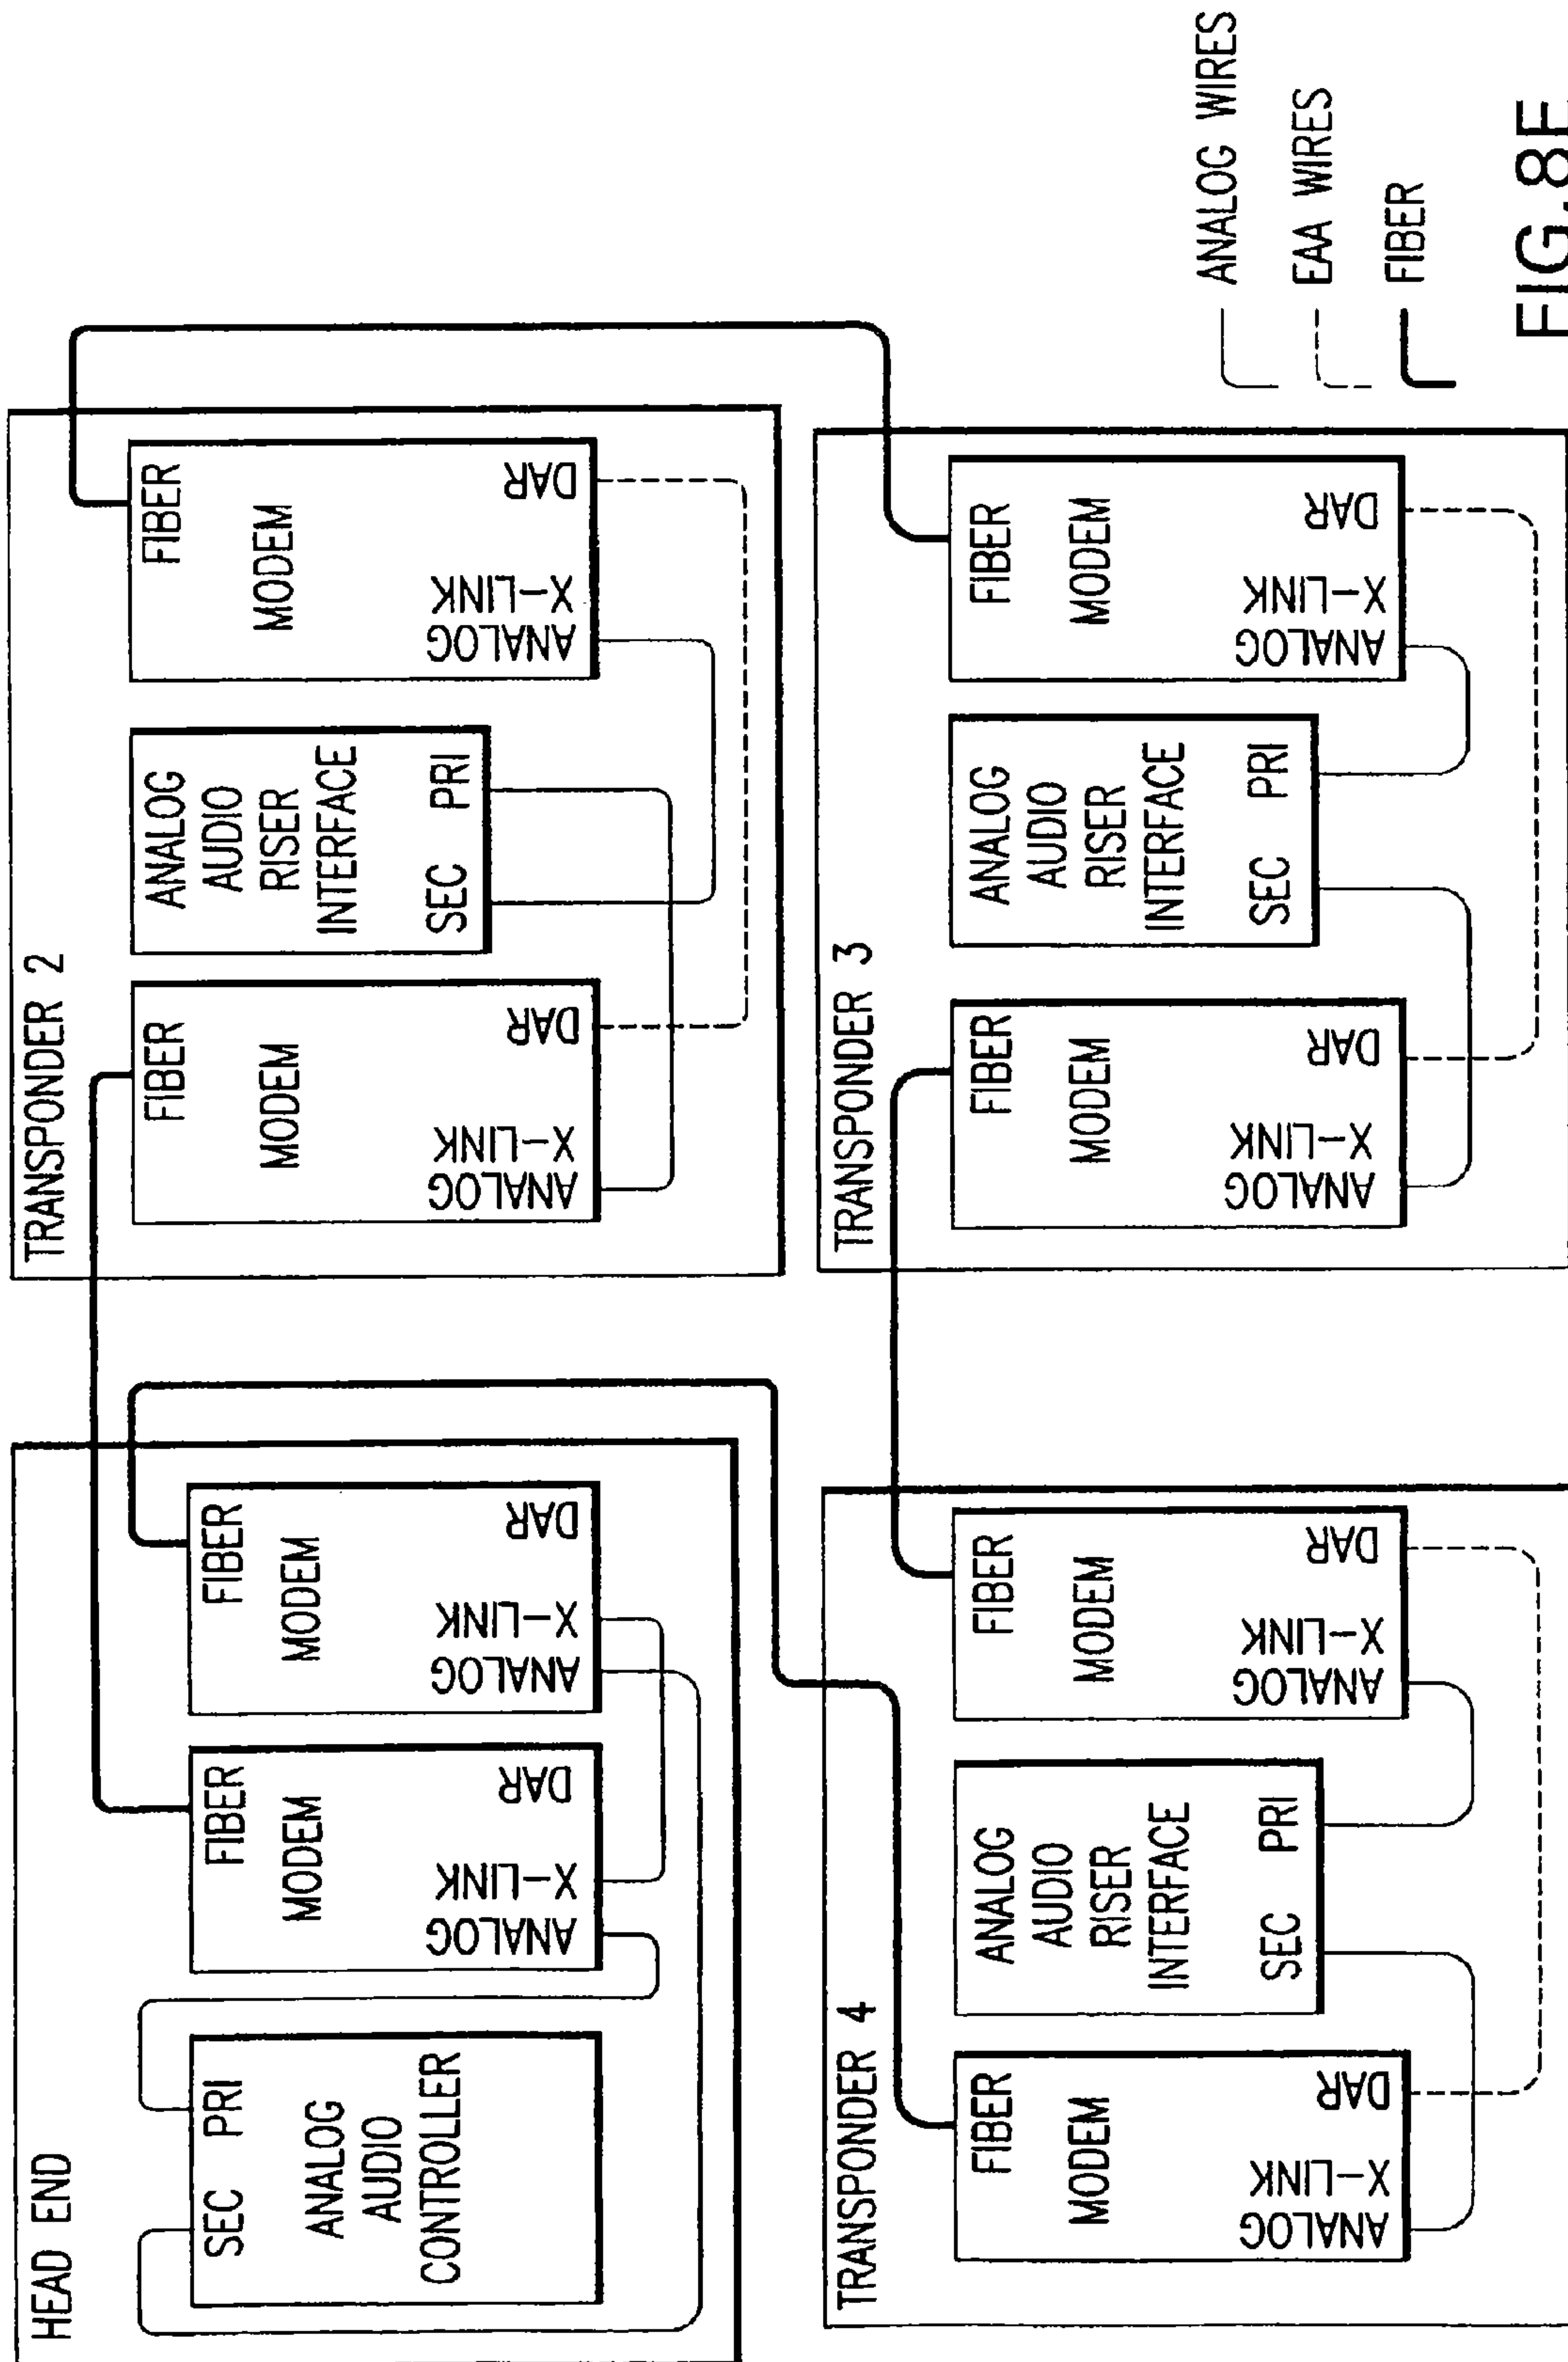 HEAD END
SEC PRI
ANALOG
AUDIO
CONTROLLER
FIBER
MODEM
ANALOG
X-LINK
DAR
FIBER
MODEM
ANALOG
X-LINK
DAR
TRANSPONDER 2
FIBER
MODEM
ANALOG
X-LINK
DAR
ANALOG
AUDIO
RISER
INTERFACE
SEC PRI
FIBER
MODEM
ANALOG
X-LINK
DAR
TRANSPONDER 4
FIBER
MODEM
ANALOG
X-LINK
DAR
ANALOG
AUDIO
RISER
INTERFACE
SEC PRI
FIBER
MODEM
ANALOG
X-LINK
DAR
TRANSPONDER 3
FIBER
MODEM
ANALOG
X-LINK
DAR
ANALOG
AUDIO
RISER
INTERFACE
SEC PRI
FIBER
MODEM
ANALOG
X-LINK
DAR
ANALOG WIRES
EAA WIRES
FIBER
FIG.8E